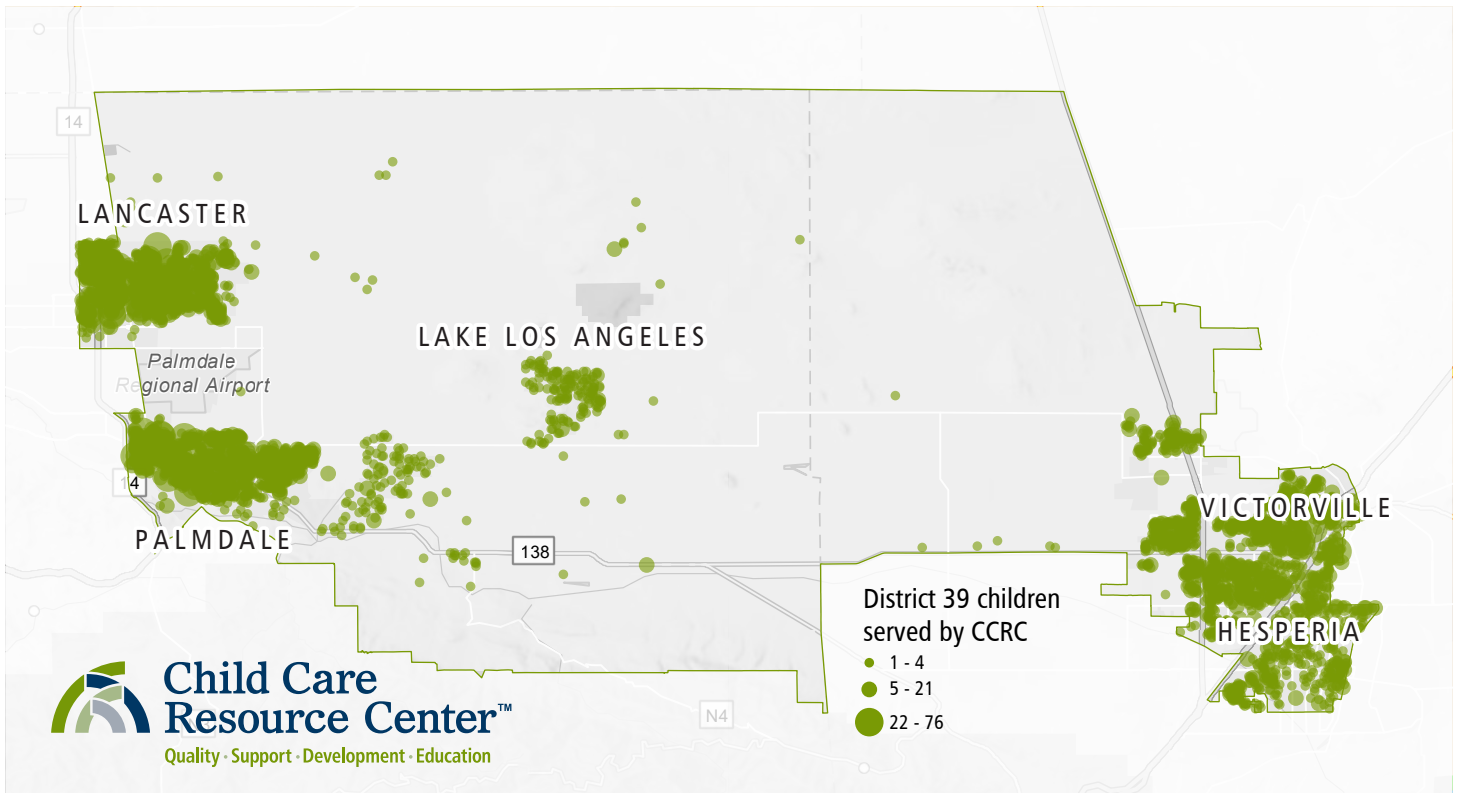 14
LANCASTER
LAKE LOS ANGELES
Palmdale
Regional Airport
14
VICTORVILLE
PALMDALE
138
District 39 children
served by CCRC
1 - 4
5 - 21
22 - 76
HESPERIA
Child Care
Resource Center™
Quality · Support · Development · Education
N4